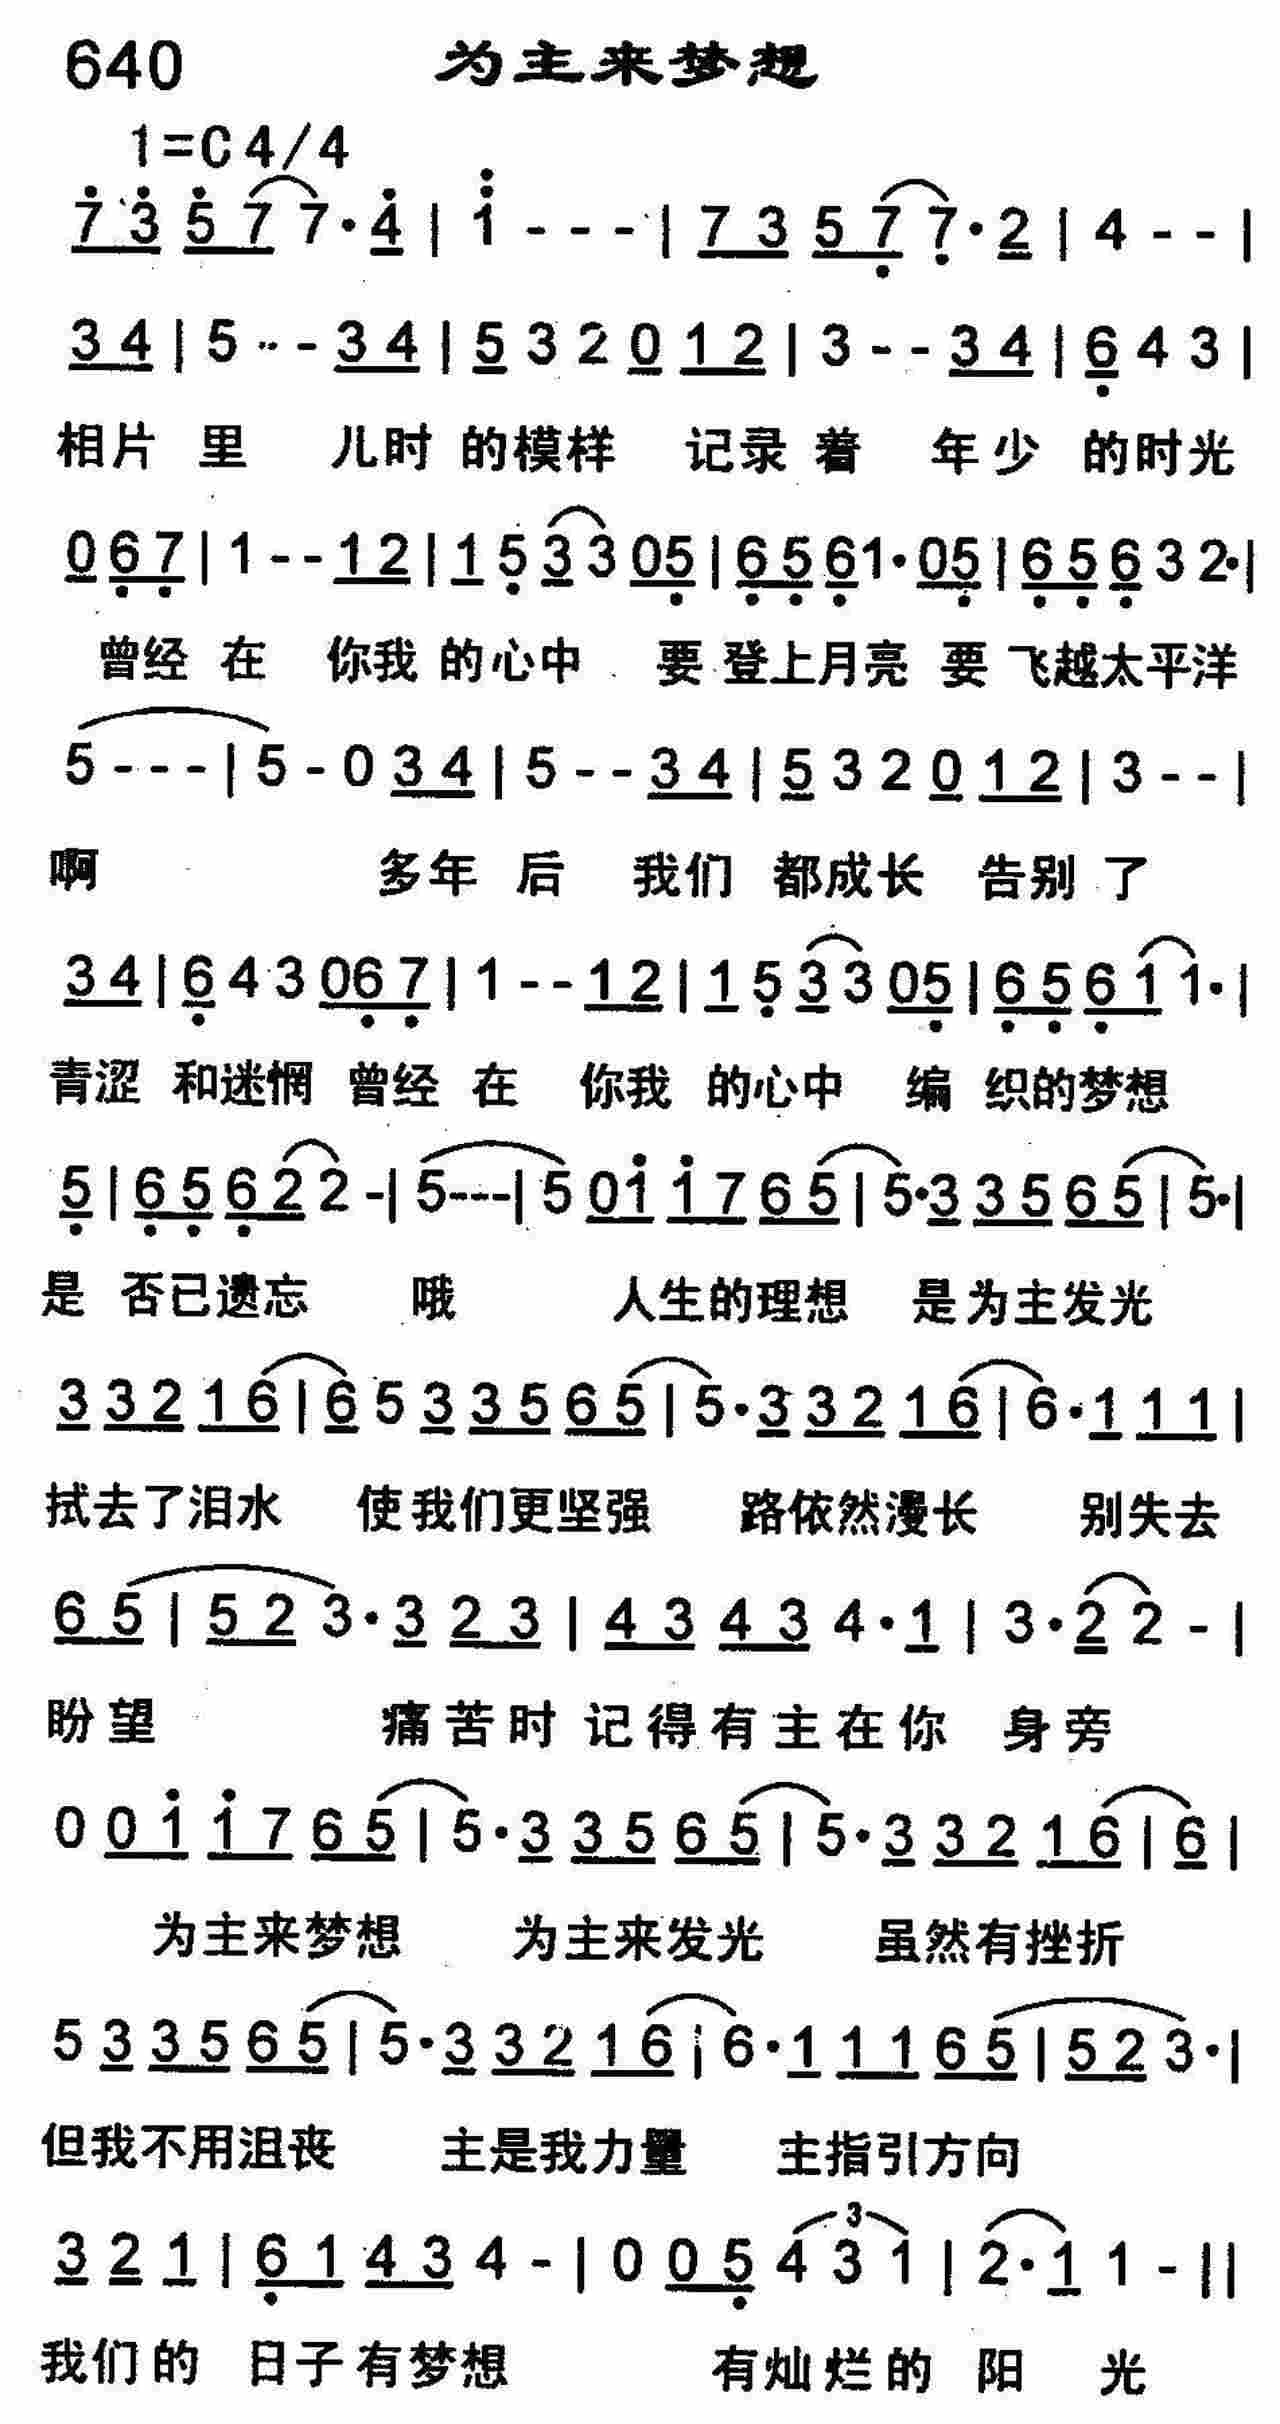 640 为主来梦想
1=C 4/4
7 3 5 7 7· 4 | 1 - - - | 7 3 5 7 7· 2 | 4 - - |
3 4 | 5 - - 3 4 | 5 3 2 0 1 2 | 3 - - 3 4 | 6 4 3 |
相片 里 儿时 的模样 记录 着 年少 的时光
0 6 7 | 1 - - 1 2 | 1 5 3 3 0 5 | 6 5 6 1· 0 5 | 6 5 6 3 2· |
曾经 在 你我 的心中 要 登上月亮 要 飞越太平洋
5 - - - | 5 - 0 3 4 | 5 - - 3 4 | 5 3 2 0 1 2 | 3 - - |
啊 多年 后 我们 都成长 告别 了
3 4 | 6 4 3 0 6 7 | 1 - - 1 2 | 1 5 3 3 0 5 | 6 5 6 1 1· |
青涩 和迷惘 曾经 在 你我 的心中 编 织的梦想
5 | 6 5 6 2 2 - | 5 - - - | 5 0 1 1 7 6 5 | 5· 3 3 5 6 5 | 5· |
是 否已遗忘 哦 人生的理想 是为主发光
3 3 2 1 6 | 6 5 3 3 5 6 5 | 5· 3 3 2 1 6 | 6· 1 1 1 |
拭去了泪水 使我们更坚强 路依然漫长 别失去
6 5 | 5 2 3· 3 2 3 | 4 3 4 3 4· 1 | 3· 2 2 - |
盼望 痛苦时 记得有主在你 身旁
0 0 1 1 7 6 5 | 5· 3 3 5 6 5 | 5· 3 3 2 1 6 | 6 |
为主来梦想 为主来发光 虽然有挫折
5 3 3 5 6 5 | 5· 3 3 2 1 6 | 6· 1 1 1 6 5 | 5 2 3· |
但我不用沮丧 主是我力量 主指引方向
3
3 2 1 | 6 1 4 3 4 - | 0 0 5 4 3 1 | 2· 1 1 - ||
我们的 日子有梦想 有灿烂的 阳 光